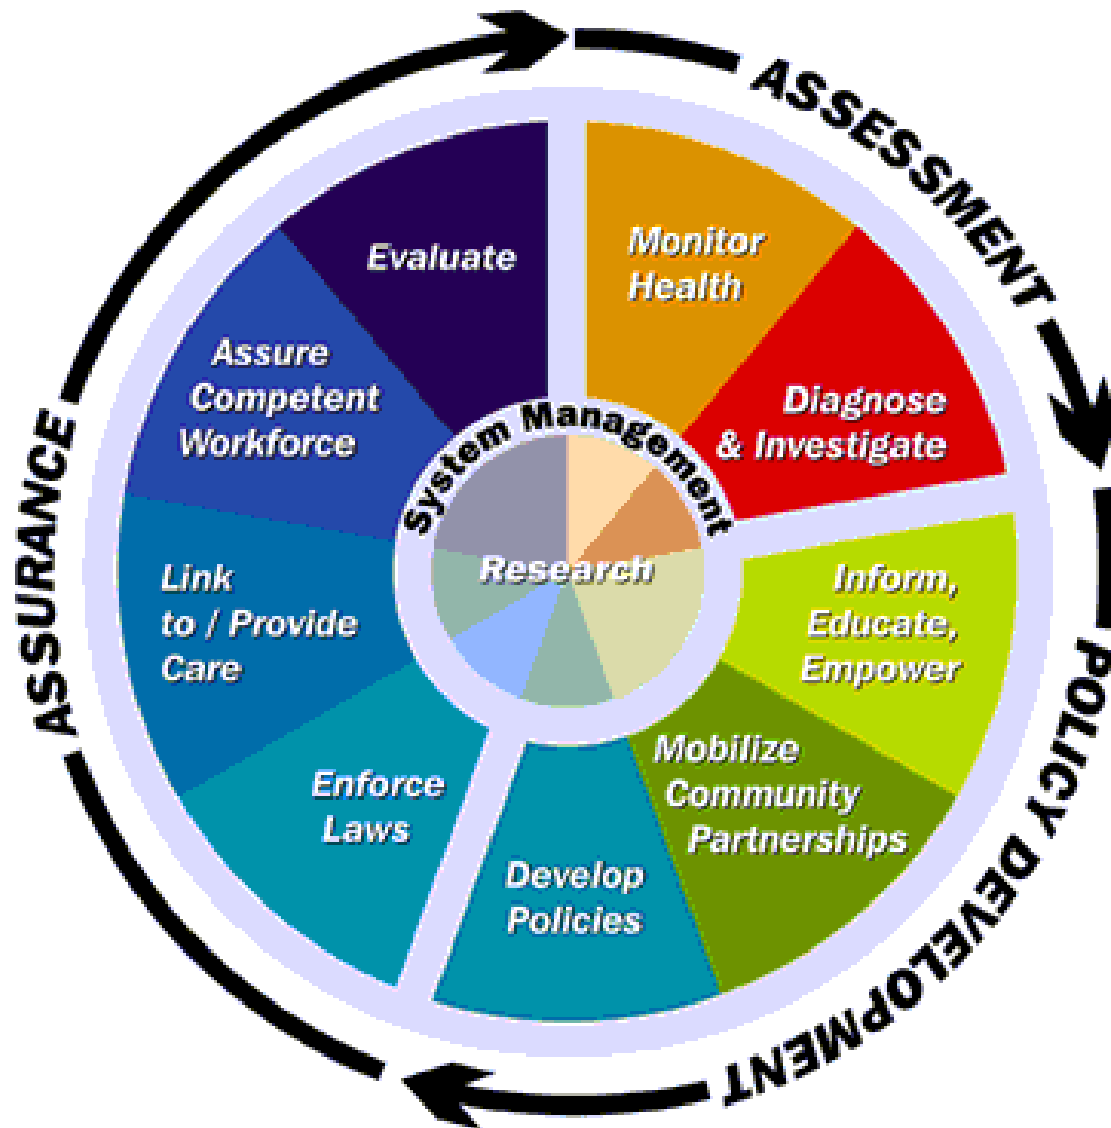 ASSESSMENT
Monitor
Health
Diagnose
& Investigate
POLICY DEVELOPMENT
Inform,
Educate,
Empower
Mobilize
Community
Partnerships
Develop
Policies
ASSURANCE
Enforce
Laws
Link
to / Provide
Care
Assure
Competent
Workforce
Evaluate
System Management
Research